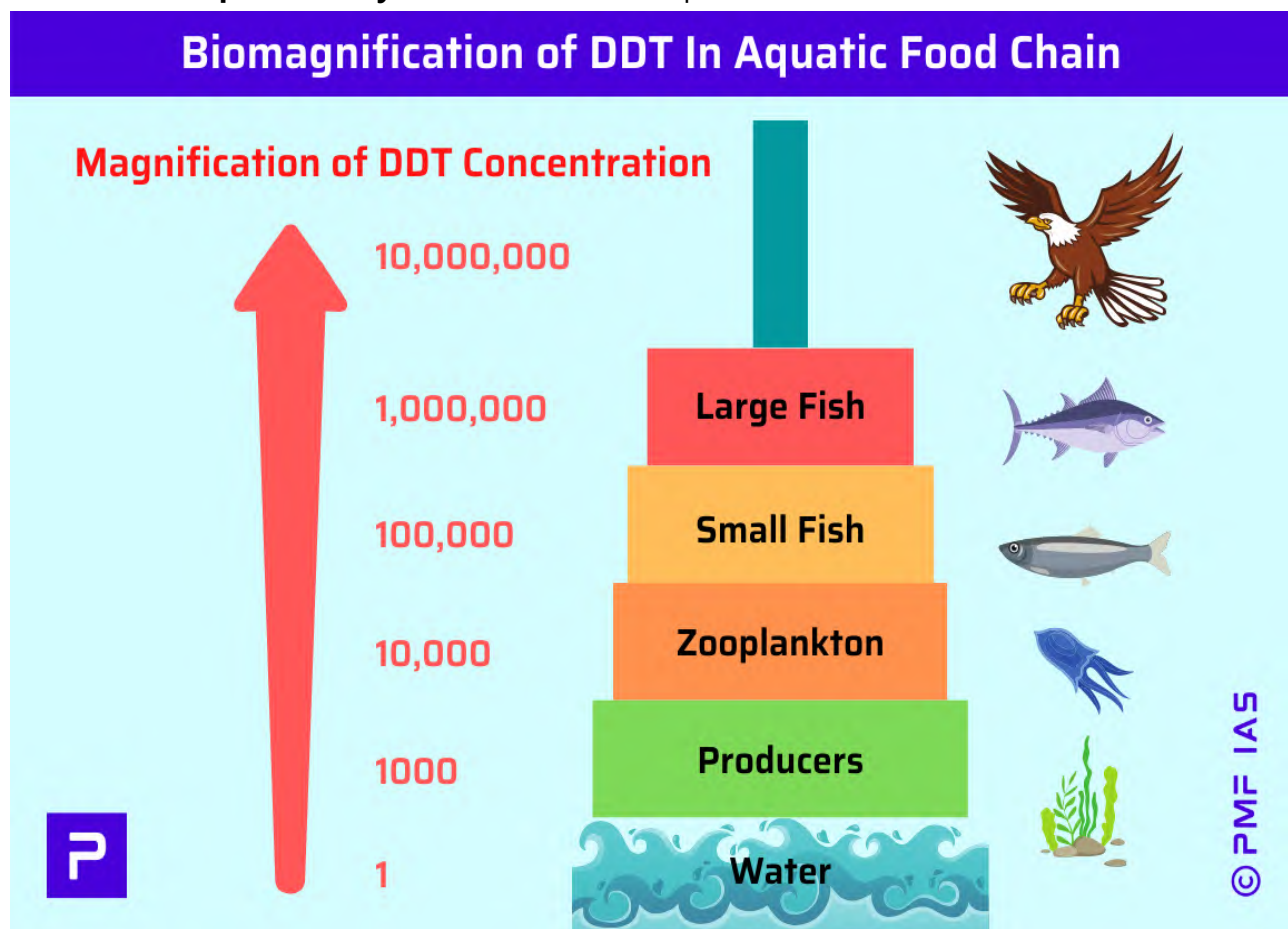 Biomagnification of DDT In Aquatic Food Chain
Magnification of DDT Concentration
10,000,000
1,000,000
Large Fish
100,000
Small Fish
10,000
Zooplankton
1000
Producers
1
Water
P
© PMF IAS